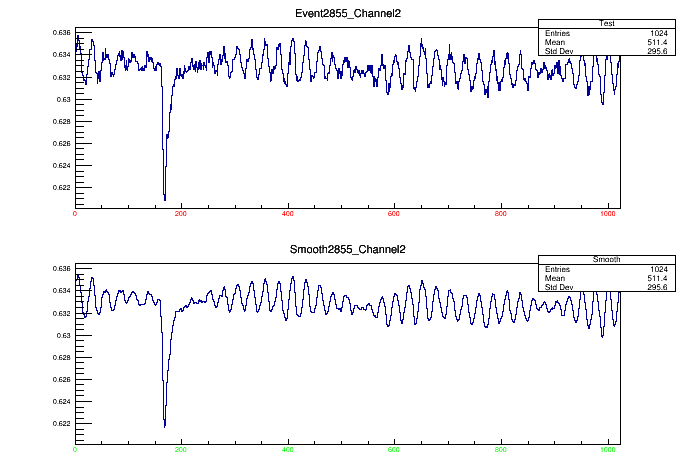 Event2855_Channel2
Test
Entries 1024
Mean 511.4
Std Dev 295.6
0.636
0.634
0.632
0.63
0.628
0.626
0.624
0.622
0 200 400 600 800 1000
Smooth2855_Channel2
Smooth
Entries 1024
Mean 511.4
Std Dev 295.6
0.636
0.634
0.632
0.63
0.628
0.626
0.624
0.622
0 200 400 600 800 1000